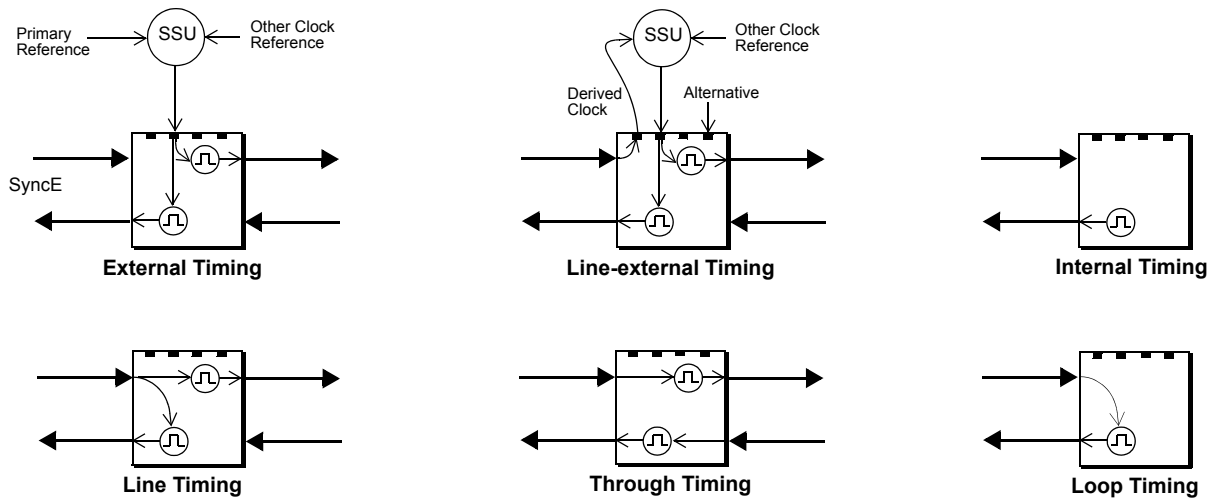 Primary
Reference
SSU
Other Clock
Reference
SyncE
External Timing
SSU
Other Clock
Reference
Derived
Clock
Alternative
Line-external Timing
Internal Timing
Line Timing
Through Timing
Loop Timing